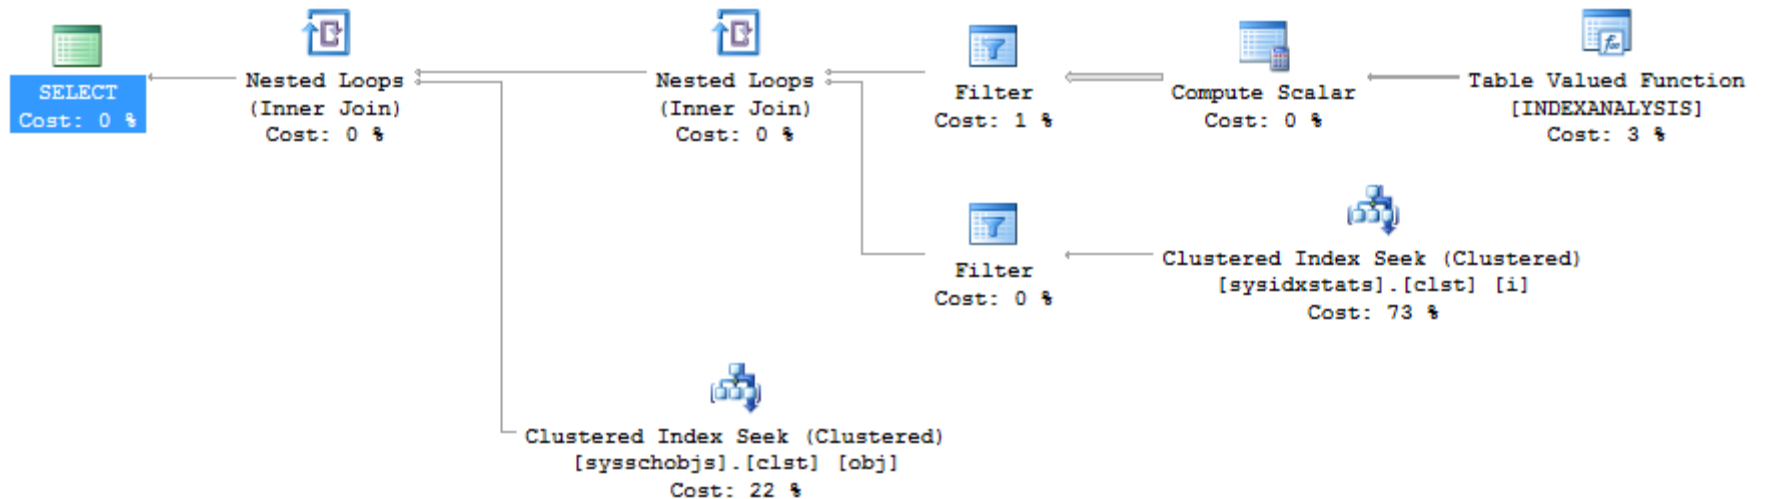 SELECT
Cost: 0 %
Nested Loops
(Inner Join)
Cost: 0 %
Nested Loops
(Inner Join)
Cost: 0 %
Filter
Cost: 1 %
Compute Scalar
Cost: 0 %
Table Valued Function
[INDEXANALYSIS]
Cost: 3 %
Filter
Cost: 0 %
Clustered Index Seek (Clustered)
[sysidxstats].[clst] [i]
Cost: 73 %
Clustered Index Seek (Clustered)
[sysschobjs].[clst] [obj]
Cost: 22 %